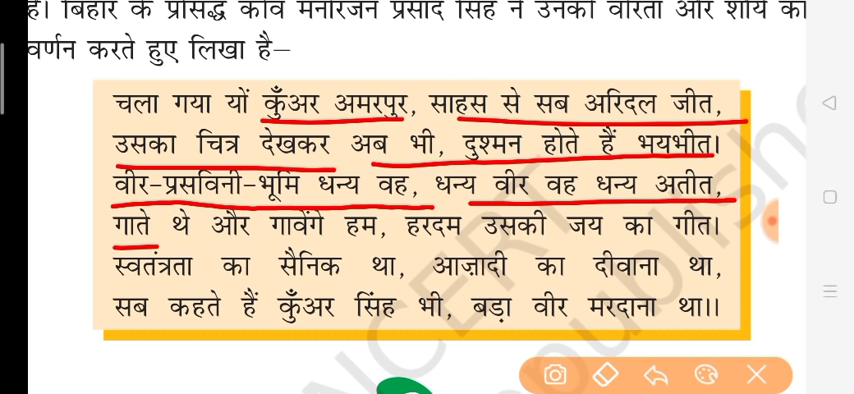 है। बिहार के प्रसिद्ध कवि मनोरंजन प्रसाद सिंह ने उनकी वीरता और शौर्य का
वर्णन करते हुए लिखा है–
चला गया यों कुँअर अमरपुर, साहस से सब अरिदल जीत,
उसका चित्र देखकर अब भी, दुश्मन होते हैं भयभीत।
वीर-प्रसविनी-भूमि धन्य वह, धन्य वीर वह धन्य अतीत,
गाते थे और गावेंगे हम, हरदम उसकी जय का गीत।
स्वतंत्रता का सैनिक था, आज़ादी का दीवाना था,
सब कहते हैं कुँअर सिंह भी, बड़ा वीर मरदाना था।।
NCERT
publish